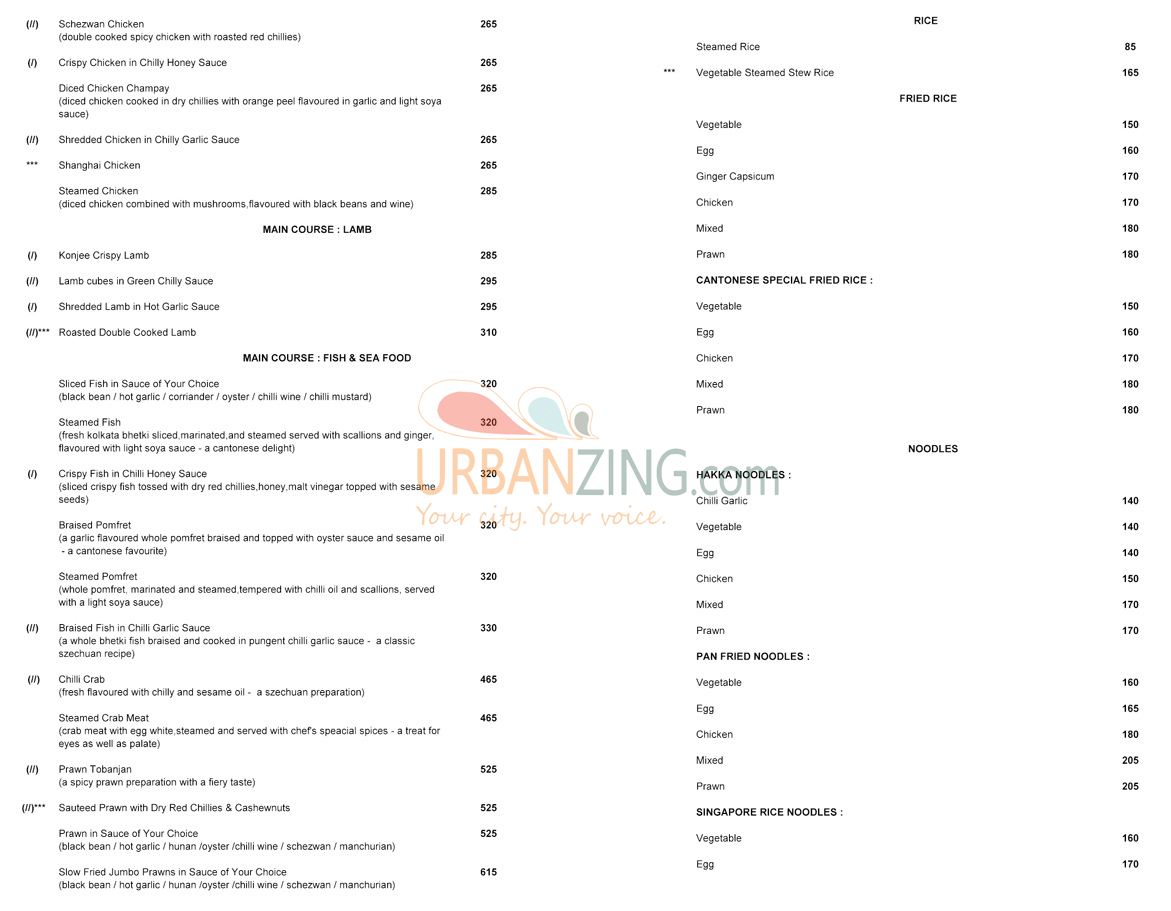 (//) Schezwan Chicken 265
(double cooked spicy chicken with roasted red chillies)
(/) Crispy Chicken in Chilly Honey Sauce 265
Diced Chicken Champay 265
(diced chicken cooked in dry chillies with orange peel flavoured in garlic and light soya
sauce)
(//) Shredded Chicken in Chilly Garlic Sauce 265
*** Shanghai Chicken 265
Steamed Chicken 285
(diced chicken combined with mushrooms,flavoured with black beans and wine)
MAIN COURSE : LAMB
(/) Konjee Crispy Lamb 285
(//) Lamb cubes in Green Chilly Sauce 295
(/) Shredded Lamb in Hot Garlic Sauce 295
(//)*** Roasted Double Cooked Lamb 310
MAIN COURSE : FISH & SEA FOOD
Sliced Fish in Sauce of Your Choice 320
(black bean / hot garlic / corriander / oyster / chilli wine / chilli mustard)
Steamed Fish 320
(fresh kolkata bhetki sliced,marinated,and steamed served with scallions and ginger,
flavoured with light soya sauce - a cantonese delight)
(/) Crispy Fish in Chilli Honey Sauce 320
(sliced crispy fish tossed with dry red chillies,honey,malt vinegar topped with sesame
seeds)
Braised Pomfret 320
(a garlic flavoured whole pomfret braised and topped with oyster sauce and sesame oil
- a cantonese favourite)
Steamed Pomfret 320
(whole pomfret, marinated and steamed,tempered with chilli oil and scallions, served
with a light soya sauce)
(//) Braised Fish in Chilli Garlic Sauce 330
(a whole bhetki fish braised and cooked in pungent chilli garlic sauce - a classic
szechuan recipe)
(//) Chilli Crab 465
(fresh flavoured with chilly and sesame oil - a szechuan preparation)
Steamed Crab Meat 465
(crab meat with egg white,steamed and served with chef's speacial spices - a treat for
eyes as well as palate)
(//) Prawn Tobanjan 525
(a spicy prawn preparation with a fiery taste)
(//)*** Sauteed Prawn with Dry Red Chillies & Cashewnuts 525
Prawn in Sauce of Your Choice 525
(black bean / hot garlic / hunan /oyster /chilli wine / schezwan / manchurian)
Slow Fried Jumbo Prawns in Sauce of Your Choice 615
(black bean / hot garlic / hunan /oyster /chilli wine / schezwan / manchurian)
RICE
Steamed Rice 85
*** Vegetable Steamed Stew Rice 165
FRIED RICE
Vegetable 150
Egg 160
Ginger Capsicum 170
Chicken 170
Mixed 180
Prawn 180
CANTONESE SPECIAL FRIED RICE :
Vegetable 150
Egg 160
Chicken 170
Mixed 180
Prawn 180
NOODLES
HAKKA NOODLES :
Chilli Garlic 140
Vegetable 140
Egg 140
Chicken 150
Mixed 170
Prawn 170
PAN FRIED NOODLES :
Vegetable 160
Egg 165
Chicken 180
Mixed 205
Prawn 205
SINGAPORE RICE NOODLES :
Vegetable 160
Egg 170
URBANZING.com
Your city. Your voice.